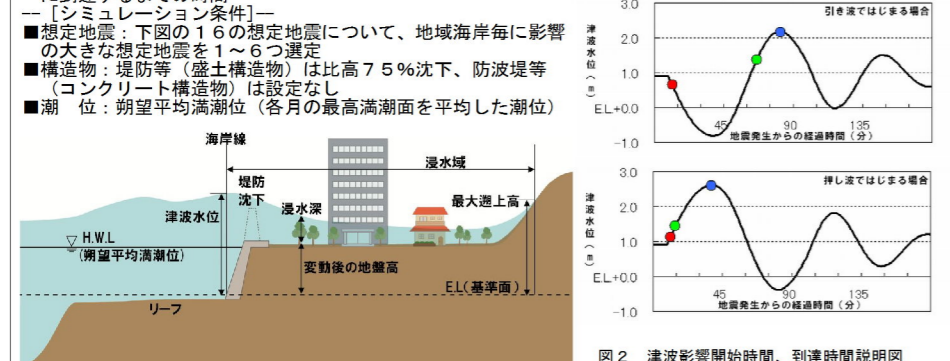 -- [シミュレーション条件]--
■想定地震：下図の１６の想定地震について、地域海岸毎に影響
の大きな想定地震を１～６つ選定
■構造物：堤防等（盛土構造物）は比高７５％沈下、防波堤等
（コンクリート構造物）は設定なし
■潮　位：朔望平均満潮位（各月の最高満潮面を平均した潮位）
海岸線
浸水域
堤防
沈下
最大遡上高
津波水位
浸水深
H.W.L
(朔望平均満潮位)
変動後の地盤高
E.L(基準面)
リーフ
3.0
引き波ではじまる場合
津波水位(m)
2.0
1.0
E.L+0.0
45
90
135
地震発生からの経過時間（分）
-1.0
3.0
押し波ではじまる場合
津波水位(m)
2.0
1.0
E.L+0.0
45
90
135
地震発生からの経過時間（分）
-1.0
図２　津波影響開始時間、到達時間説明図